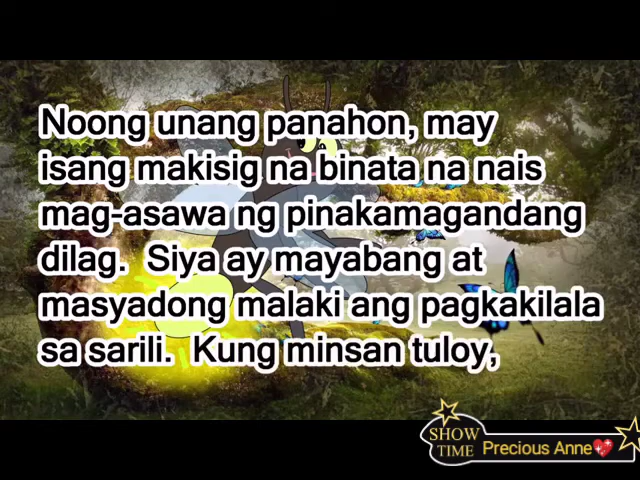 Noong unang panahon, may
isang makisig na binata na nais
mag-asawa ng pinakamagandang
dilag. Siya ay mayabang at
masyadong malaki ang pagkakilala
sa sarili. Kung minsan tuloy,
SHOW
TIME
Precious Anne💖